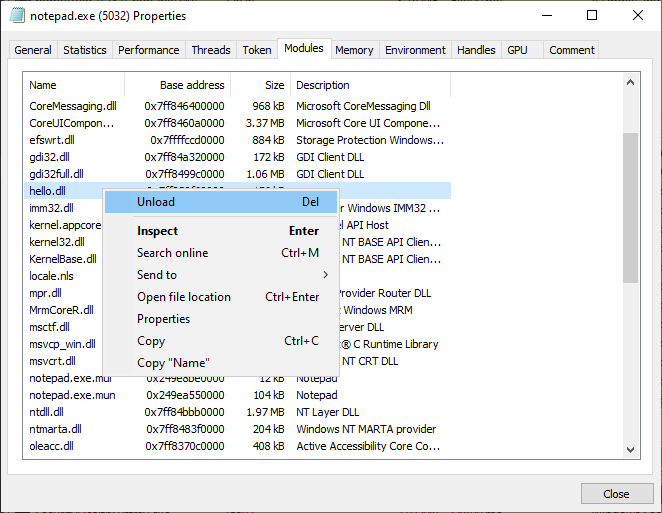 notepad.exe (5032) Properties
General Statistics Performance Threads Token Modules Memory Environment Handles GPU Comment
Name Base address Size Description
CoreMessaging.dll 0x7ff846400000 968 kB Microsoft CoreMessaging Dll
CoreUICompon... 0x7ff8460a0000 3.37 MB Microsoft Core UI Compone...
efswrt.dll 0x7ffffccd0000 884 kB Storage Protection Windows...
gdi32.dll 0x7ff84a320000 172 kB GDI Client DLL
gdi32full.dll 0x7ff8499c0000 1.06 MB GDI Client DLL
hello.dll
Unload Del
imm32.dll Windows IMM32 ...
kernel.appcore API Host
Inspect Enter
kernel32.dll NT BASE API Clien...
Search online Ctrl+M
KernelBase.dll NT BASE API Clien...
locale.nls
Send to
mpr.dll Provider Router DLL
Open file location Ctrl+Enter
MrmCoreR.dll Windows MRM
Properties
msctf.dll Server DLL
msvcp_win.dll C Runtime Library
Copy Ctrl+C
msvcrt.dll NT CRT DLL
Copy "Name"
notepad.exe.mui 0x249e8be0000 12 kB Notepad
notepad.exe.mun 0x249ea550000 104 kB Notepad
ntdll.dll 0x7ff84bbb0000 1.97 MB NT Layer DLL
ntmarta.dll 0x7ff8483f0000 204 kB Windows NT MARTA provider
oleacc.dll 0x7ff8370c0000 408 kB Active Accessibility Core Co...
Close